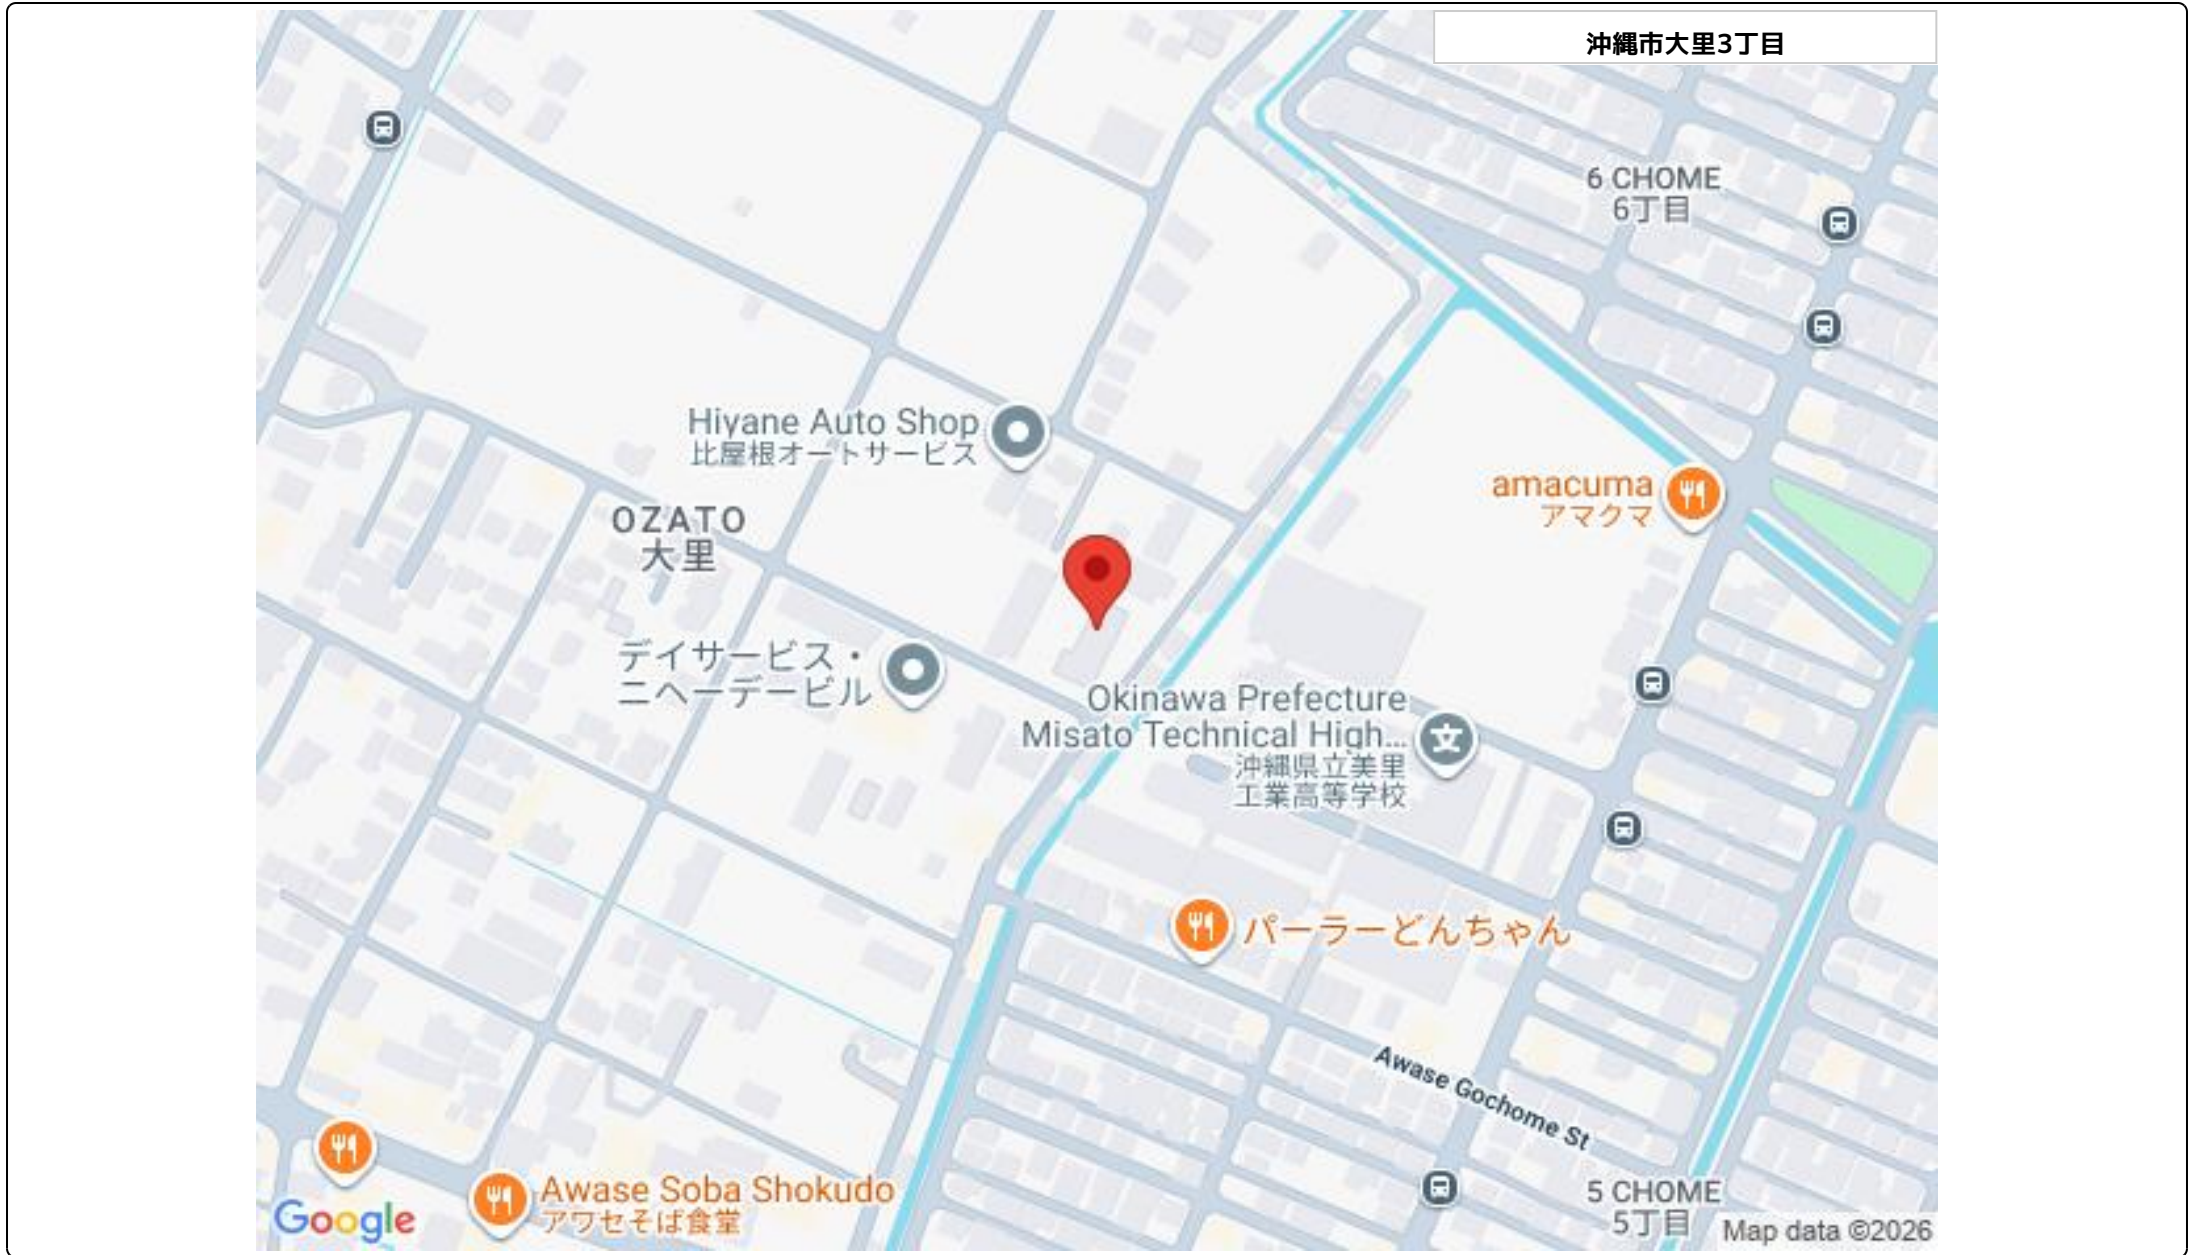 沖縄市大里3丁目
6 CHOME
6丁目
Hiyane Auto Shop
比屋根オートサービス
amacuma
アマクマ
OZATO
大里
デイサービス・
ニヘーデービル
Okinawa Prefecture
Misato Technical High...
沖縄県立美里
工業高等学校
文
パーラーどんちゃん
Awase Gochome St
Awase Soba Shokudo
アワセそば食堂
5 CHOME
5丁目
Google
Map data ©2026